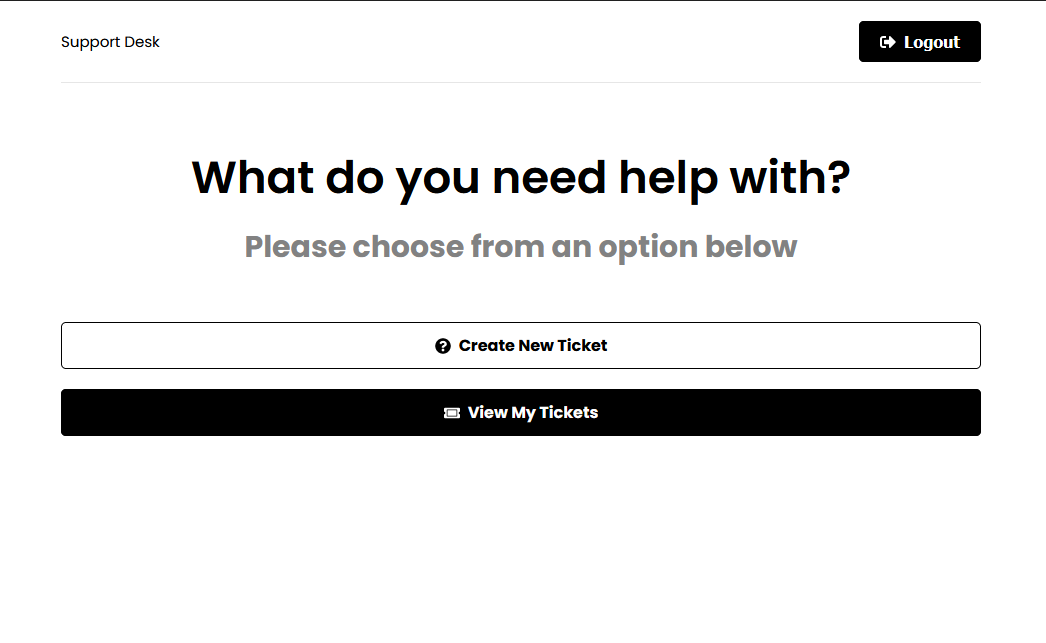 Support Desk
Logout
What do you need help with?
Please choose from an option below
Create New Ticket
View My Tickets